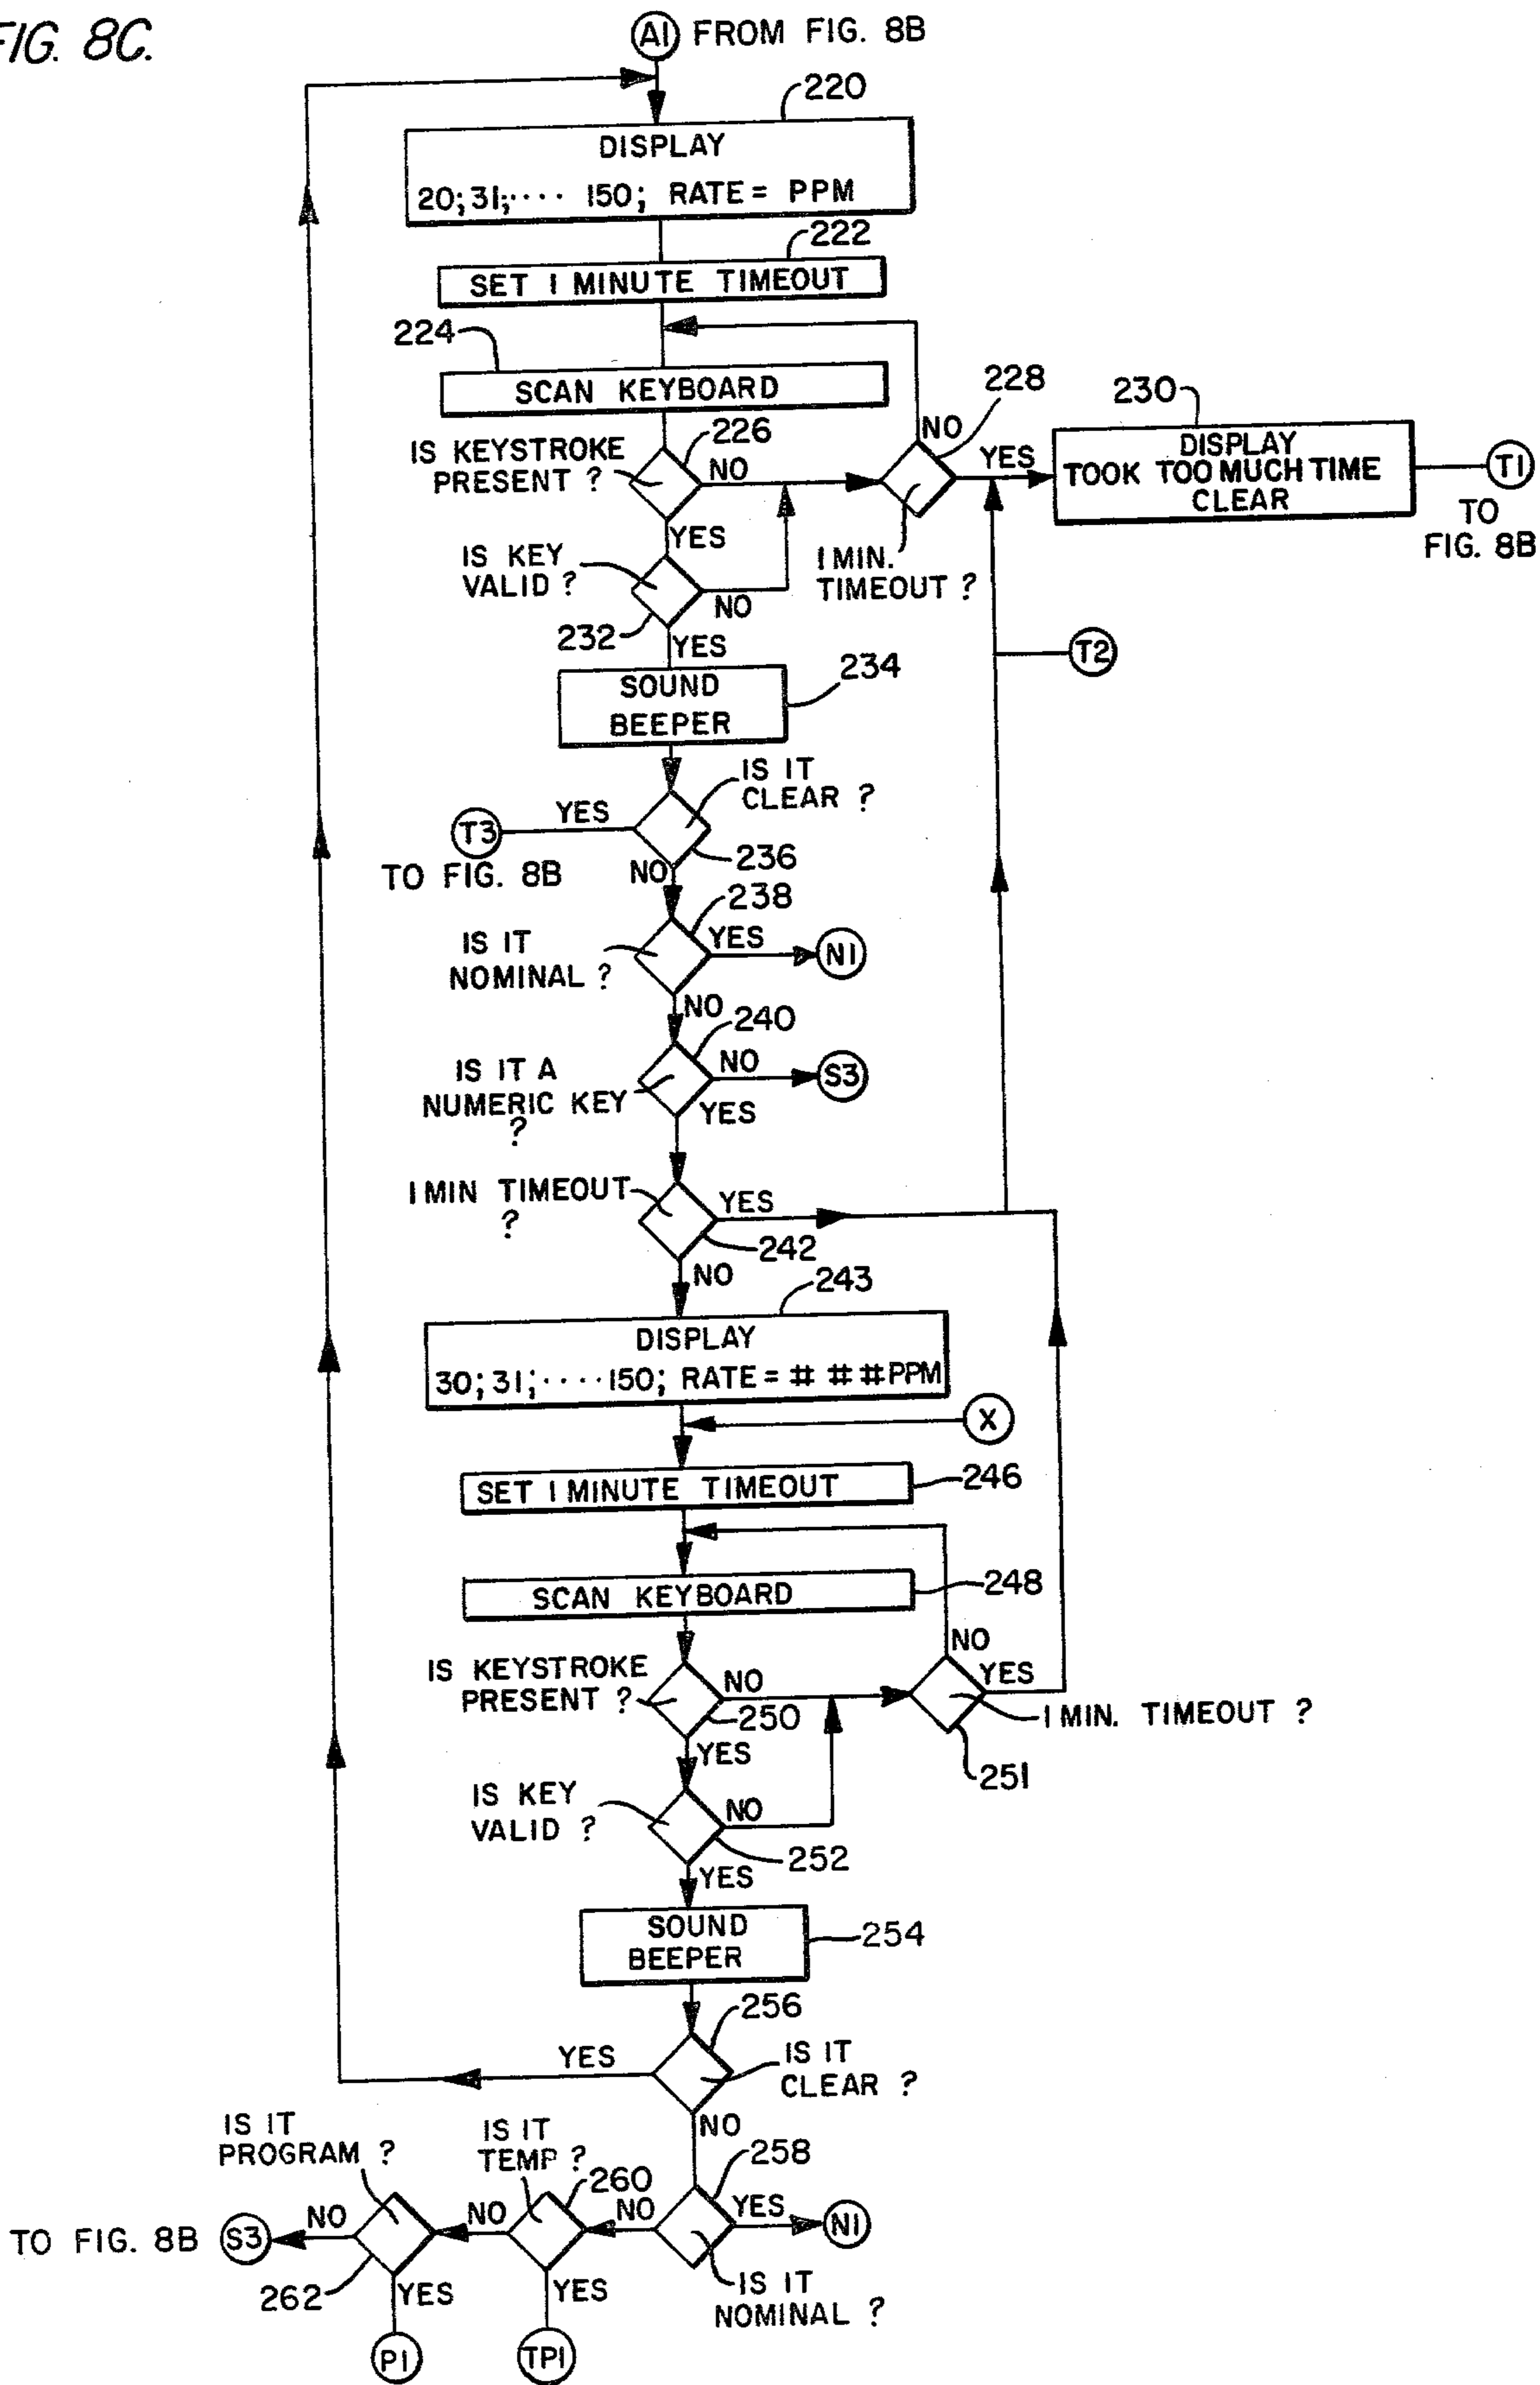 FIG. 8C.
A1 FROM FIG. 8B
220
DISPLAY
20; 31; .... 150; RATE = PPM
222
SET 1 MINUTE TIMEOUT
224
SCAN KEYBOARD
IS KEYSTROKE
PRESENT ?
226
NO
YES
228
NO
YES
1 MIN.
TIMEOUT ?
230
DISPLAY
TOOK TOO MUCH TIME
CLEAR
T1
TO
FIG. 8B
IS KEY
VALID ?
NO
232
YES
T2
SOUND
BEEPER
234
IS IT
CLEAR ?
YES
T3
TO FIG. 8B
236
NO
238
IS IT
NOMINAL ?
YES
N1
NO
240
IS IT A
NUMERIC KEY
?
NO
S3
YES
1 MIN TIMEOUT
?
YES
242
NO
243
DISPLAY
30; 31; .... 150; RATE = # # # PPM
X
SET 1 MINUTE TIMEOUT
246
SCAN KEYBOARD
248
IS KEYSTROKE
PRESENT ?
NO
250
YES
NO
YES
1 MIN. TIMEOUT ?
251
IS KEY
VALID ?
NO
252
YES
SOUND
BEEPER
254
256
YES
IS IT
CLEAR ?
NO
258
YES
N1
IS IT
NOMINAL ?
NO
IS IT
TEMP ?
260
NO
YES
TP1
IS IT
PROGRAM ?
NO
TO FIG. 8B S3
262
YES
P1